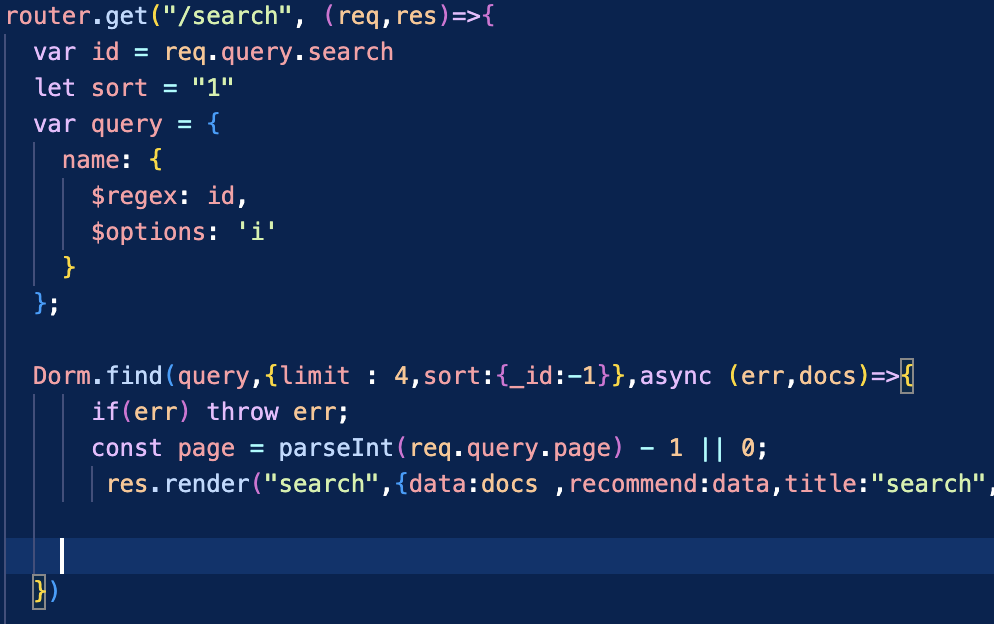 router.get("/search", (req,res)=>{
var id = req.query.search
let sort = "1"
var query = {
name: {
$regex: id,
$options: 'i'
}
};
Dorm.find(query,{limit : 4,sort:{_id:-1}},async (err,docs)=>{
if(err) throw err;
const page = parseInt(req.query.page) - 1 || 0;
res.render("search",{data:docs ,recommend:data,title:"search",
})